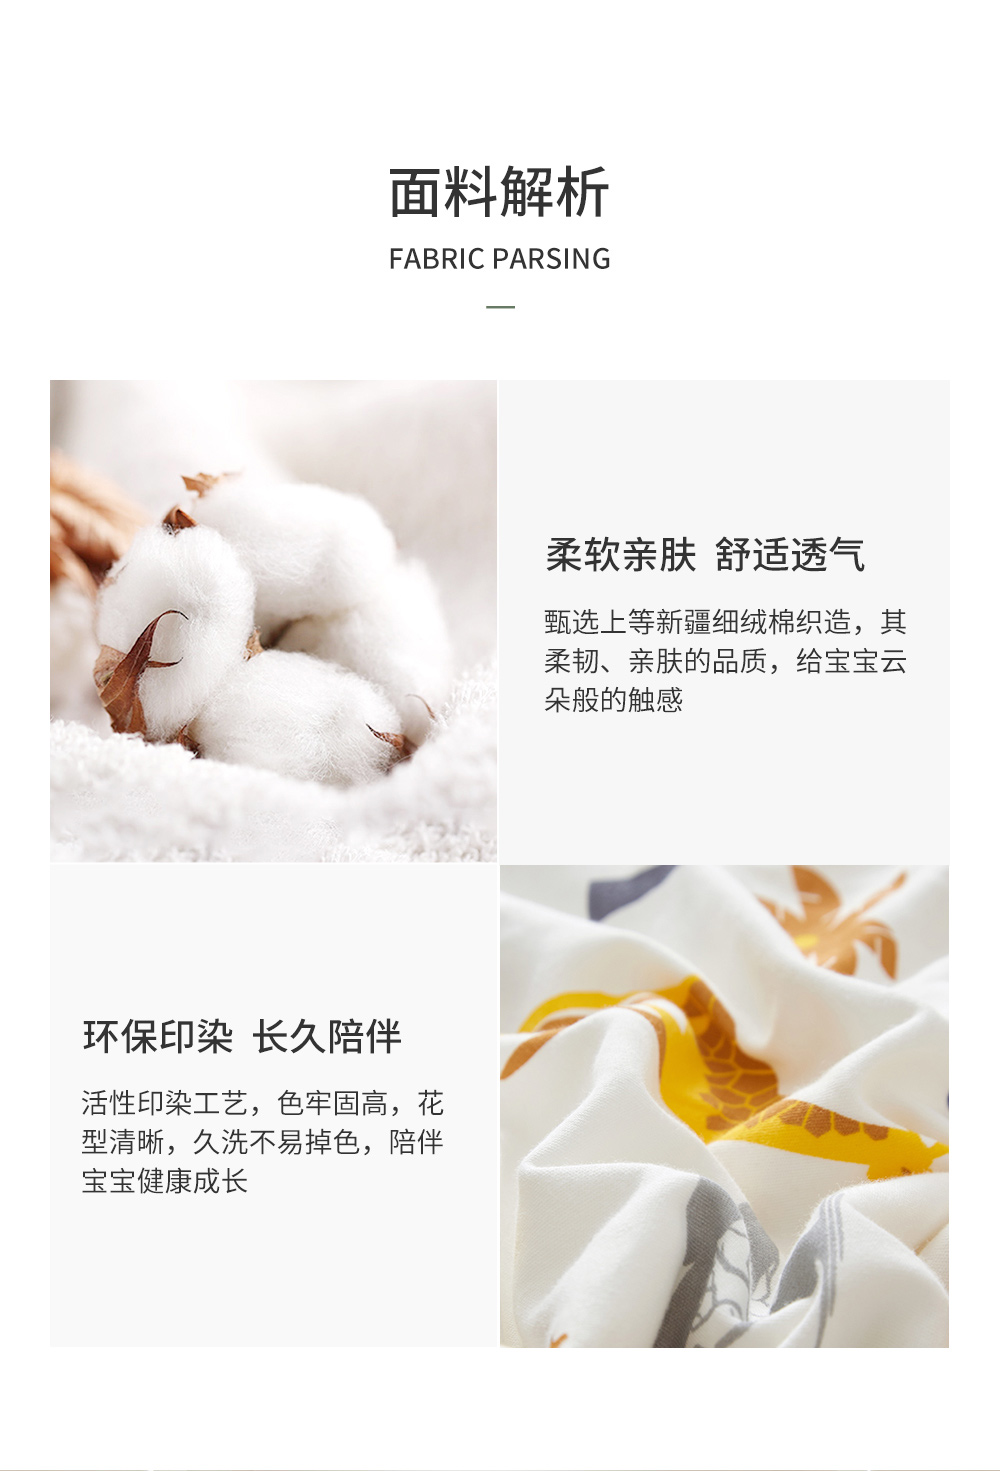 面料解析
FABRIC PARSING
柔软亲肤 舒适透气
甄选上等新疆细绒棉织造，其
柔韧、亲肤的品质，给宝宝云
朵般的触感
环保印染 长久陪伴
活性印染工艺，色牢固高，花
型清晰，久洗不易掉色，陪伴
宝宝健康成长